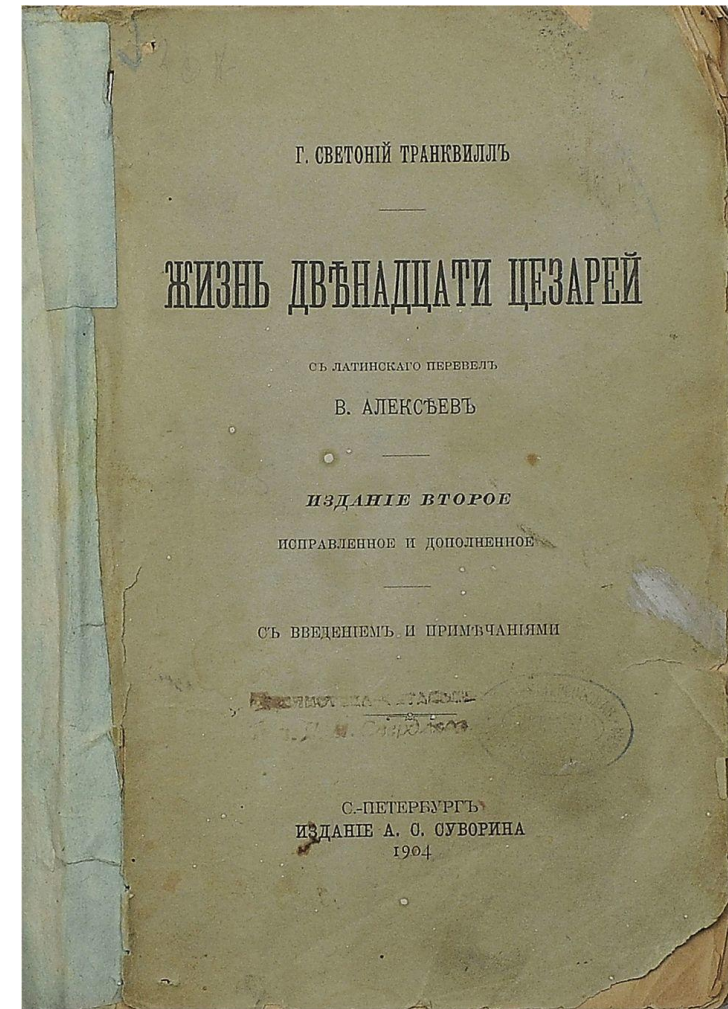 Г. СВЕТОНІЙ ТРАНКВИЛЛЪ
ЖИЗНЬ ДВѢНАДЦАТИ ЦЕЗАРЕЙ
СЪ ЛАТИНСКАГО ПЕРЕВЕЛЪ
В. АЛЕКСѢЕВЪ
ИЗДАНІЕ ВТОРОЕ
ИСПРАВЛЕННОЕ И ДОПОЛНЕННОЕ
СЪ ВВЕДЕНІЕМЪ И ПРИМѢЧАНІЯМИ
С.-ПЕТЕРБУРГЪ
ИЗДАНІЕ А. С. СУВОРИНА
1904